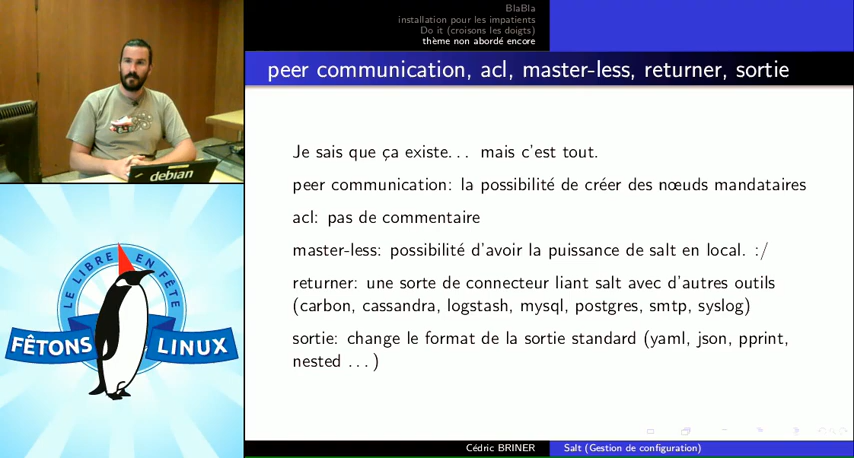 BlaBla
installation pour les impatients
Do it (croisons les doigts)
thème non abordé encore
peer communication, acl, master-less, returner, sortie
debian
Je sais que ça existe... mais c'est tout.
peer communication: la possibilité de créer des nœuds mandataires
acl: pas de commentaire
master-less: possibilité d'avoir la puissance de salt en local. :/
returner: une sorte de connecteur liant salt avec d'autres outils
(carbon, cassandra, logstash, mysql, postgres, smtp, syslog)
sortie: change le format de la sortie standard (yaml, json, pprint,
nested ...)
LE LIBRE EN FÊTE
FÊTONS LINUX
Cédric BRINER
Salt (Gestion de configuration)